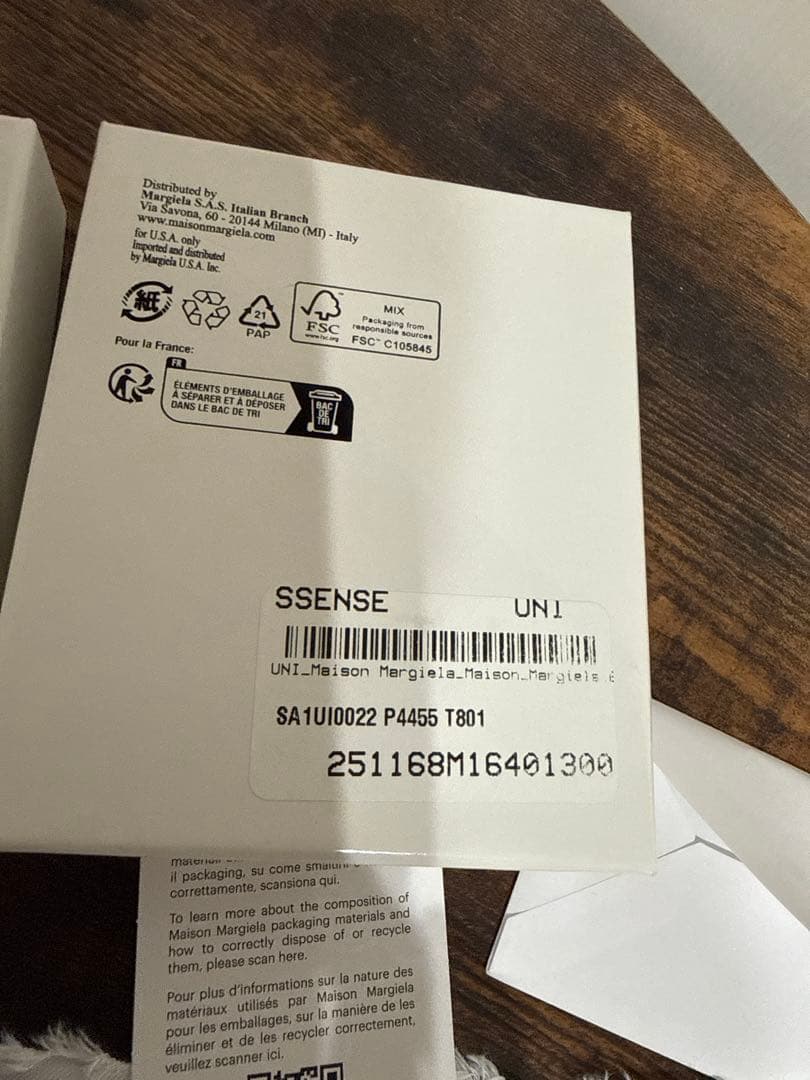 Distributed by
Margiela S.A.S. Italian Branch
Via Savona, 60 - 20144 Milano (MI) - Italy
www.maisonmargiela.com
for U.S.A. only
Imported and distributed
by Margiela U.S.A. Inc.
紙
21
PAP
FSC
www.fsc.org
MIX
Packaging from
responsible sources
FSC™ C105845
Pour la France:
FR
ÉLÉMENTS D'EMBALLAGE
À SÉPARER ET À DÉPOSER
DANS LE BAC DE TRI
BAC
DE
TRI
SSENSE UNI
UNI_Maison Margiela_Maison_Margiela
SA1UI0022 P4455 T801
251168M16401300
il packaging, su come
correttamente, scansiona qui.
To learn more about the composition of
Maison Margiela packaging materials and
how to correctly dispose of or recycle
them, please scan here.
Pour plus d'informations sur la nature des
matériaux utilisés par Maison Margiela
pour les emballages, sur la manière de les
éliminer et de les recycler correctement,
veuillez scanner ici.